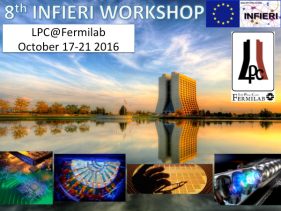 8th INFIERI WORKSHOP
INFIERI
LPC@Fermilab
October 17-21 2016
LPC
FERMILAB